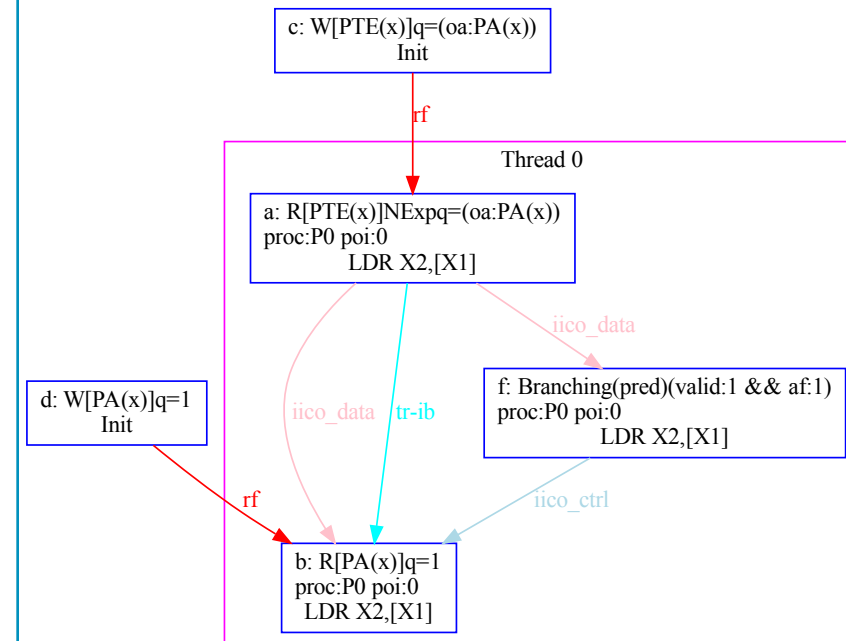 c: W[PTE(x)]q=(oa:PA(x))
Init
rf
Thread 0
a: R[PTE(x)]NExpq=(oa:PA(x))
proc:P0 poi:0
LDR X2,[X1]
iico_data
d: W[PA(x)]q=1
Init
iico_data
tr-ib
f: Branching(pred)(valid:1 && af:1)
proc:P0 poi:0
LDR X2,[X1]
rf
iico_ctrl
b: R[PA(x)]q=1
proc:P0 poi:0
LDR X2,[X1]